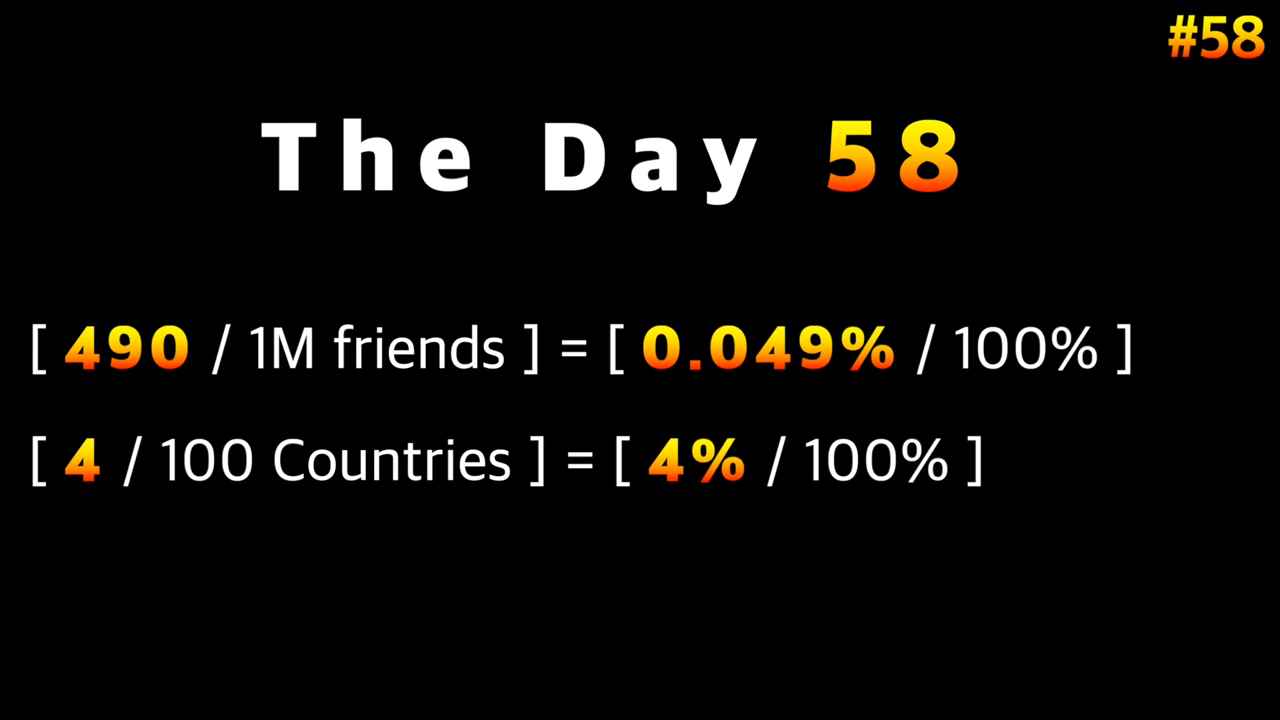 #58
The Day 58
[ 490 / 1M friends ] = [ 0.049% / 100% ]
[ 4 / 100 Countries ] = [ 4% / 100% ]